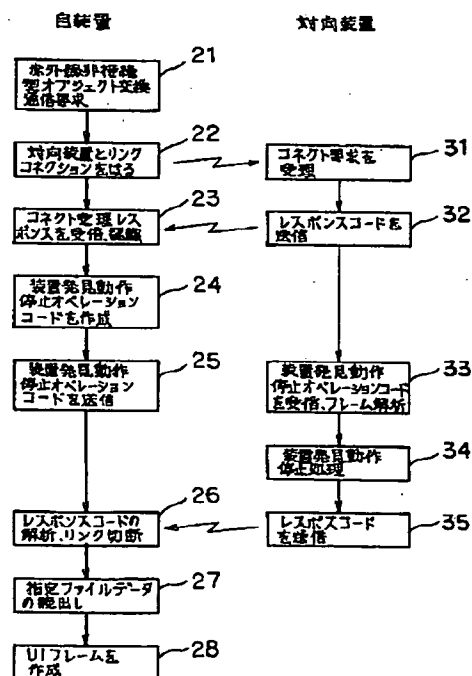 自装置
対向装置
21
赤外線非接続
型オブジェクト交換
通信要求
22
対向装置とリンク
コネクションをはる
31
コネクト要求を
受理
23
コネクト受理レス
ポンスを受信、確認
32
レスポンスコードを
送信
24
装置発見動作
停止オペレーション
コードを作成
25
装置発見動作
停止オペレーション
コードを送信
33
装置発見動作
停止オペレーションコード
を受信、フレーム解析
34
装置発見動作
停止処理
26
レスポンスコードの
解析、リンク切断
35
レスポスコード
を送信
27
指定ファイルデータ
の読出し
28
UIフレームを
作成